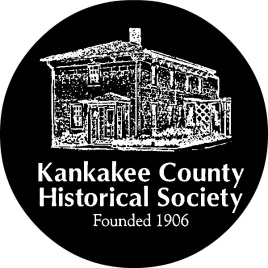 Kankakee County
Historical Society
Founded 1906